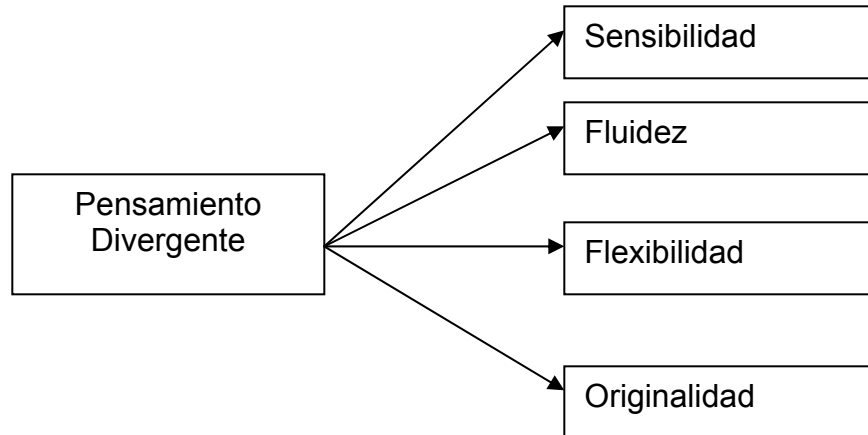 Sensibilidad
Fluidez
Pensamiento
Divergente
Flexibilidad
Originalidad